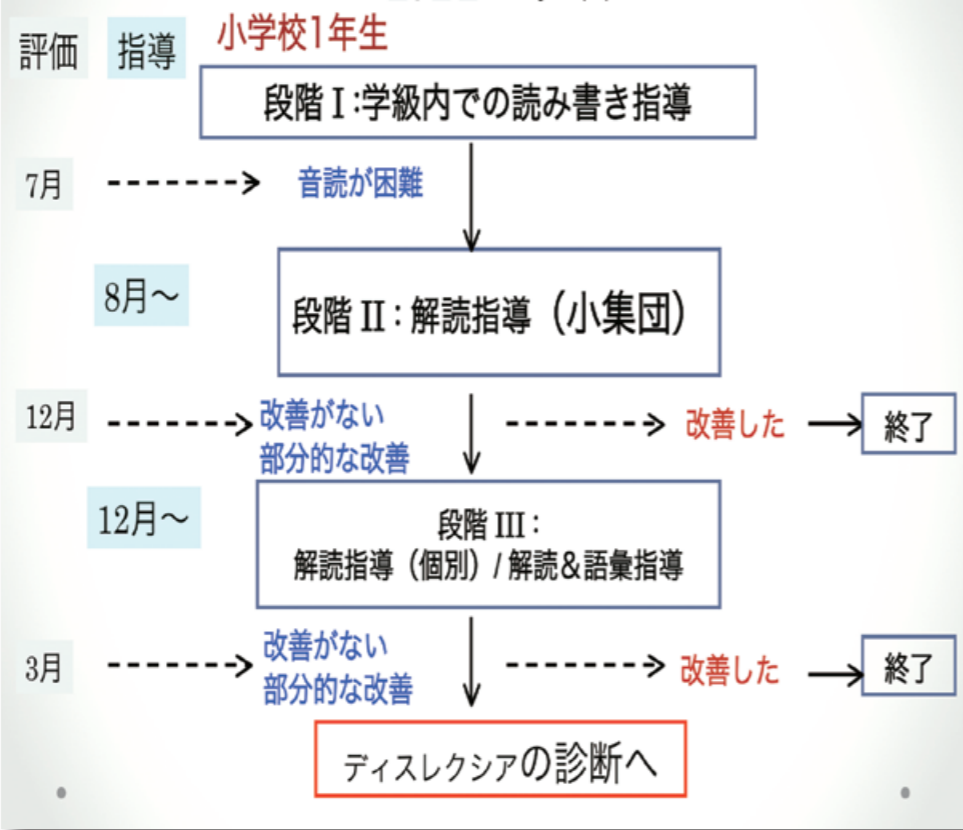 評価
指導
小学校1年生
段階Ⅰ:学級内での読み書き指導
7月
音読が困難
8月～
段階Ⅱ：解読指導（小集団）
12月
改善がない
部分的な改善
改善した
終了
12月～
段階Ⅲ：
解読指導（個別）/ 解読＆語彙指導
3月
改善がない
部分的な改善
改善した
終了
ディスレクシアの診断へ